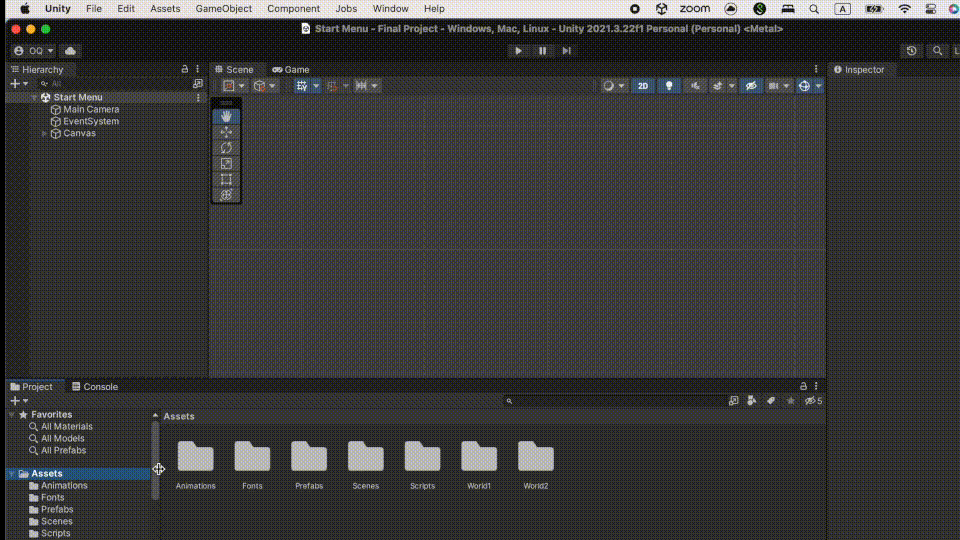 Unity File Edit Assets GameObject Component Jobs Window Help zoom A
Start Menu - Final Project - Windows, Mac, Linux - Unity 2021.3.22f1 Personal (Personal) <Metal>
OQ
Hierarchy Scene Game Inspector
All 2D
Start Menu
Main Camera
EventSystem
Canvas
Project Console
5
Favorites Assets
All Materials
All Models
All Prefabs
Assets
Animations Fonts Prefabs Scenes Scripts World1 World2
Animations
Fonts
Prefabs
Scenes
Scripts